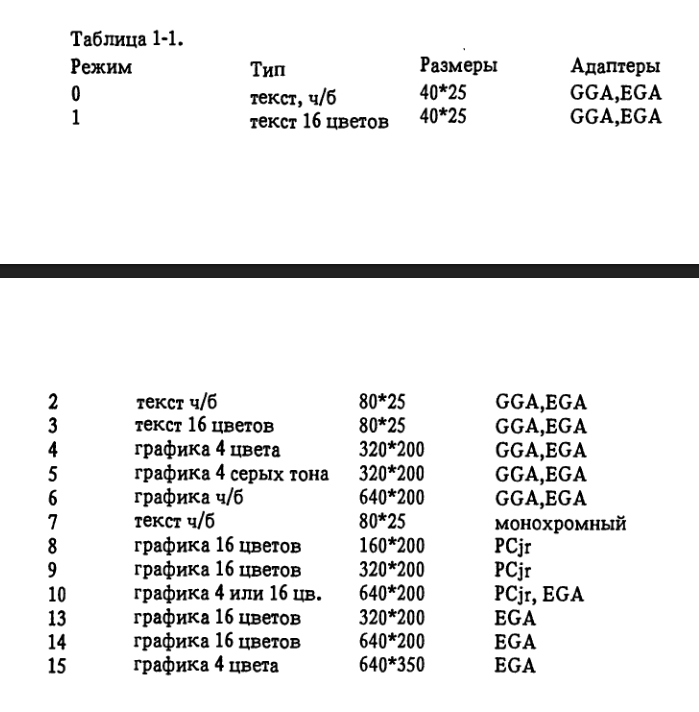 Таблица 1-1.
Режим Тип Размеры Адаптеры
0 текст, ч/б 40*25 GGA,EGA
1 текст 16 цветов 40*25 GGA,EGA
2 текст ч/б 80*25 GGA,EGA
3 текст 16 цветов 80*25 GGA,EGA
4 графика 4 цвета 320*200 GGA,EGA
5 графика 4 серых тона 320*200 GGA,EGA
6 графика ч/б 640*200 GGA,EGA
7 текст ч/б 80*25 монохромный
8 графика 16 цветов 160*200 PCjr
9 графика 16 цветов 320*200 PCjr
10 графика 4 или 16 цв. 640*200 PCjr, EGA
13 графика 16 цветов 320*200 EGA
14 графика 16 цветов 640*200 EGA
15 графика 4 цвета 640*350 EGA